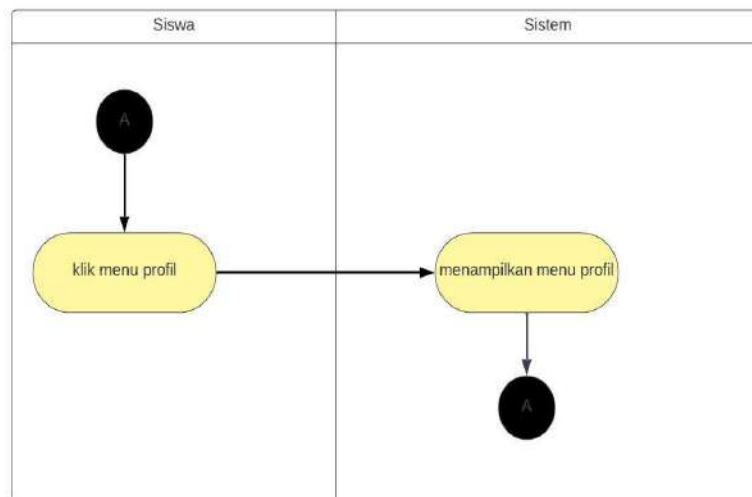 Siswa
Sistem
A
klik menu profil
menampilkan menu profil
A